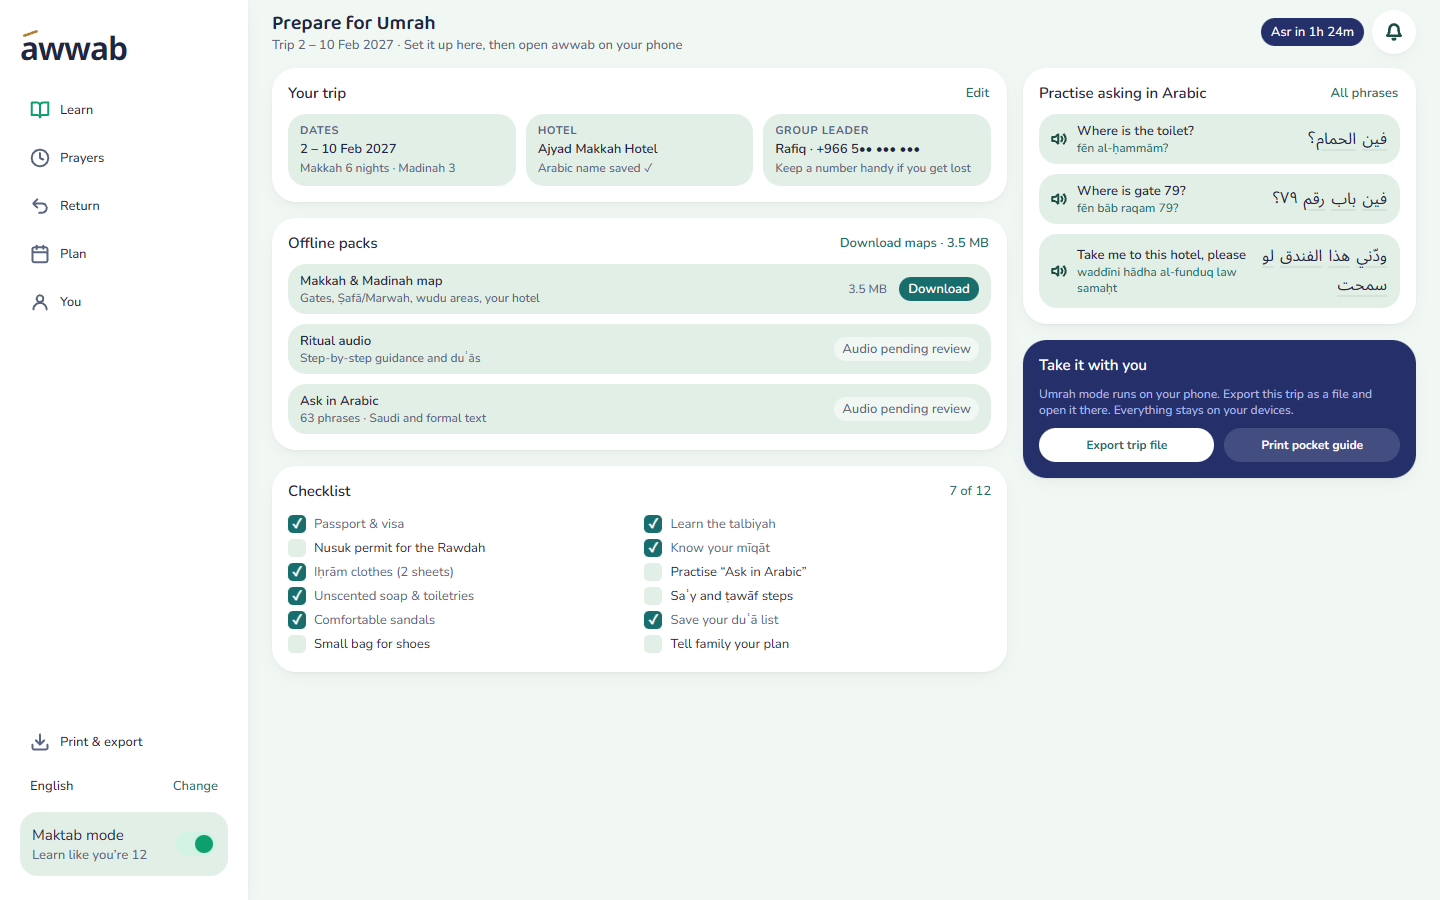 awwab
Learn
Prayers
Return
Plan
You
Print & export
English
Change
Maktab mode
Learn like you're 12
Prepare for Umrah
Trip 2 – 10 Feb 2027 · Set it up here, then open awwab on your phone
Asr in 1h 24m
Your trip
Edit
DATES
2 – 10 Feb 2027
Makkah 6 nights · Madinah 3
HOTEL
Ajyad Makkah Hotel
Arabic name saved ✓
GROUP LEADER
Rafiq · +966 5•• ••• •••
Keep a number handy if you get lost
Offline packs
Download maps · 3.5 MB
Makkah & Madinah map
Gates, Ṣafā/Marwah, wudu areas, your hotel
3.5 MB
Download
Ritual audio
Step-by-step guidance and duʿās
Audio pending review
Ask in Arabic
63 phrases · Saudi and formal text
Audio pending review
Checklist
7 of 12
Passport & visa
Nusuk permit for the Rawdah
Iḥrām clothes (2 sheets)
Unscented soap & toiletries
Comfortable sandals
Small bag for shoes
Learn the talbiyah
Know your mīqāt
Practise “Ask in Arabic”
Saʿy and ṭawāf steps
Save your duʿā list
Tell family your plan
Practise asking in Arabic
All phrases
Where is the toilet?
fēn al-ḥammām?
فين الحمام؟
Where is gate 79?
fēn bāb raqam 79?
فين باب رقم ٧٩؟
Take me to this hotel, please
waddīni hādha al-funduq law
samaḥt
ودّني هذا الفندق لو
سمحت
Take it with you
Umrah mode runs on your phone. Export this trip as a file and
open it there. Everything stays on your devices.
Export trip file
Print pocket guide